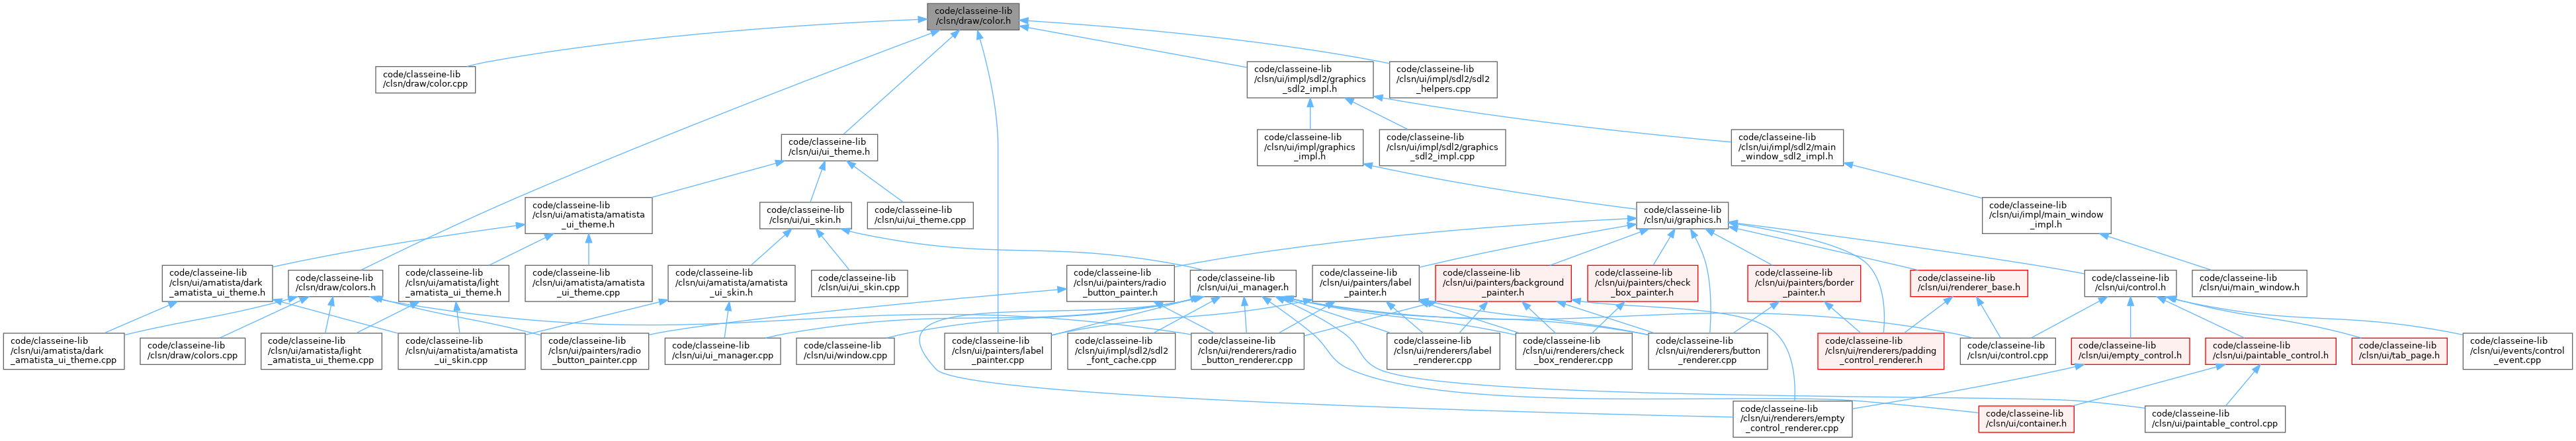 code/classeine-lib
/clsn/draw/color.h
code/classeine-lib
/clsn/draw/color.cpp
code/classeine-lib
/clsn/ui/impl/sdl2/graphics
_sdl2_impl.h
code/classeine-lib
/clsn/ui/impl/sdl2/sdl2
_helpers.cpp
code/classeine-lib
/clsn/ui/ui_theme.h
code/classeine-lib
/clsn/ui/impl/graphics
_impl.h
code/classeine-lib
/clsn/ui/impl/sdl2/graphics
_sdl2_impl.cpp
code/classeine-lib
/clsn/ui/impl/sdl2/main
_window_sdl2_impl.h
code/classeine-lib
/clsn/ui/amatista/amatista
_ui_theme.h
code/classeine-lib
/clsn/ui/ui_skin.h
code/classeine-lib
/clsn/ui/ui_theme.cpp
code/classeine-lib
/clsn/ui/graphics.h
code/classeine-lib
/clsn/ui/impl/main_window
_impl.h
code/classeine-lib
/clsn/ui/amatista/dark
_amatista_ui_theme.h
code/classeine-lib
/clsn/draw/colors.h
code/classeine-lib
/clsn/ui/amatista/light
_amatista_ui_theme.h
code/classeine-lib
/clsn/ui/amatista/amatista
_ui_theme.cpp
code/classeine-lib
/clsn/ui/amatista/amatista
_ui_skin.h
code/classeine-lib
/clsn/ui/ui_skin.cpp
code/classeine-lib
/clsn/ui/painters/radio
_button_painter.h
code/classeine-lib
/clsn/ui/ui_manager.h
code/classeine-lib
/clsn/ui/painters/label
_painter.h
code/classeine-lib
/clsn/ui/painters/background
_painter.h
code/classeine-lib
/clsn/ui/painters/check
_box_painter.h
code/classeine-lib
/clsn/ui/painters/border
_painter.h
code/classeine-lib
/clsn/ui/renderer_base.h
code/classeine-lib
/clsn/ui/control.h
code/classeine-lib
/clsn/ui/main_window.h
code/classeine-lib
/clsn/ui/amatista/dark
_amatista_ui_theme.cpp
code/classeine-lib
/clsn/draw/colors.cpp
code/classeine-lib
/clsn/ui/amatista/light
_amatista_ui_theme.cpp
code/classeine-lib
/clsn/ui/amatista/amatista
_ui_skin.cpp
code/classeine-lib
/clsn/ui/painters/radio
_button_painter.cpp
code/classeine-lib
/clsn/ui/ui_manager.cpp
code/classeine-lib
/clsn/ui/window.cpp
code/classeine-lib
/clsn/ui/painters/label
_painter.cpp
code/classeine-lib
/clsn/ui/impl/sdl2/sdl2
_font_cache.cpp
code/classeine-lib
/clsn/ui/renderers/radio
_button_renderer.cpp
code/classeine-lib
/clsn/ui/renderers/label
_renderer.cpp
code/classeine-lib
/clsn/ui/renderers/check
_box_renderer.cpp
code/classeine-lib
/clsn/ui/renderers/button
_renderer.cpp
code/classeine-lib
/clsn/ui/renderers/padding
_control_renderer.h
code/classeine-lib
/clsn/ui/control.cpp
code/classeine-lib
/clsn/ui/empty_control.h
code/classeine-lib
/clsn/ui/paintable_control.h
code/classeine-lib
/clsn/ui/tab_page.h
code/classeine-lib
/clsn/ui/events/control
_event.cpp
code/classeine-lib
/clsn/ui/renderers/empty
_control_renderer.cpp
code/classeine-lib
/clsn/ui/container.h
code/classeine-lib
/clsn/ui/paintable_control.cpp